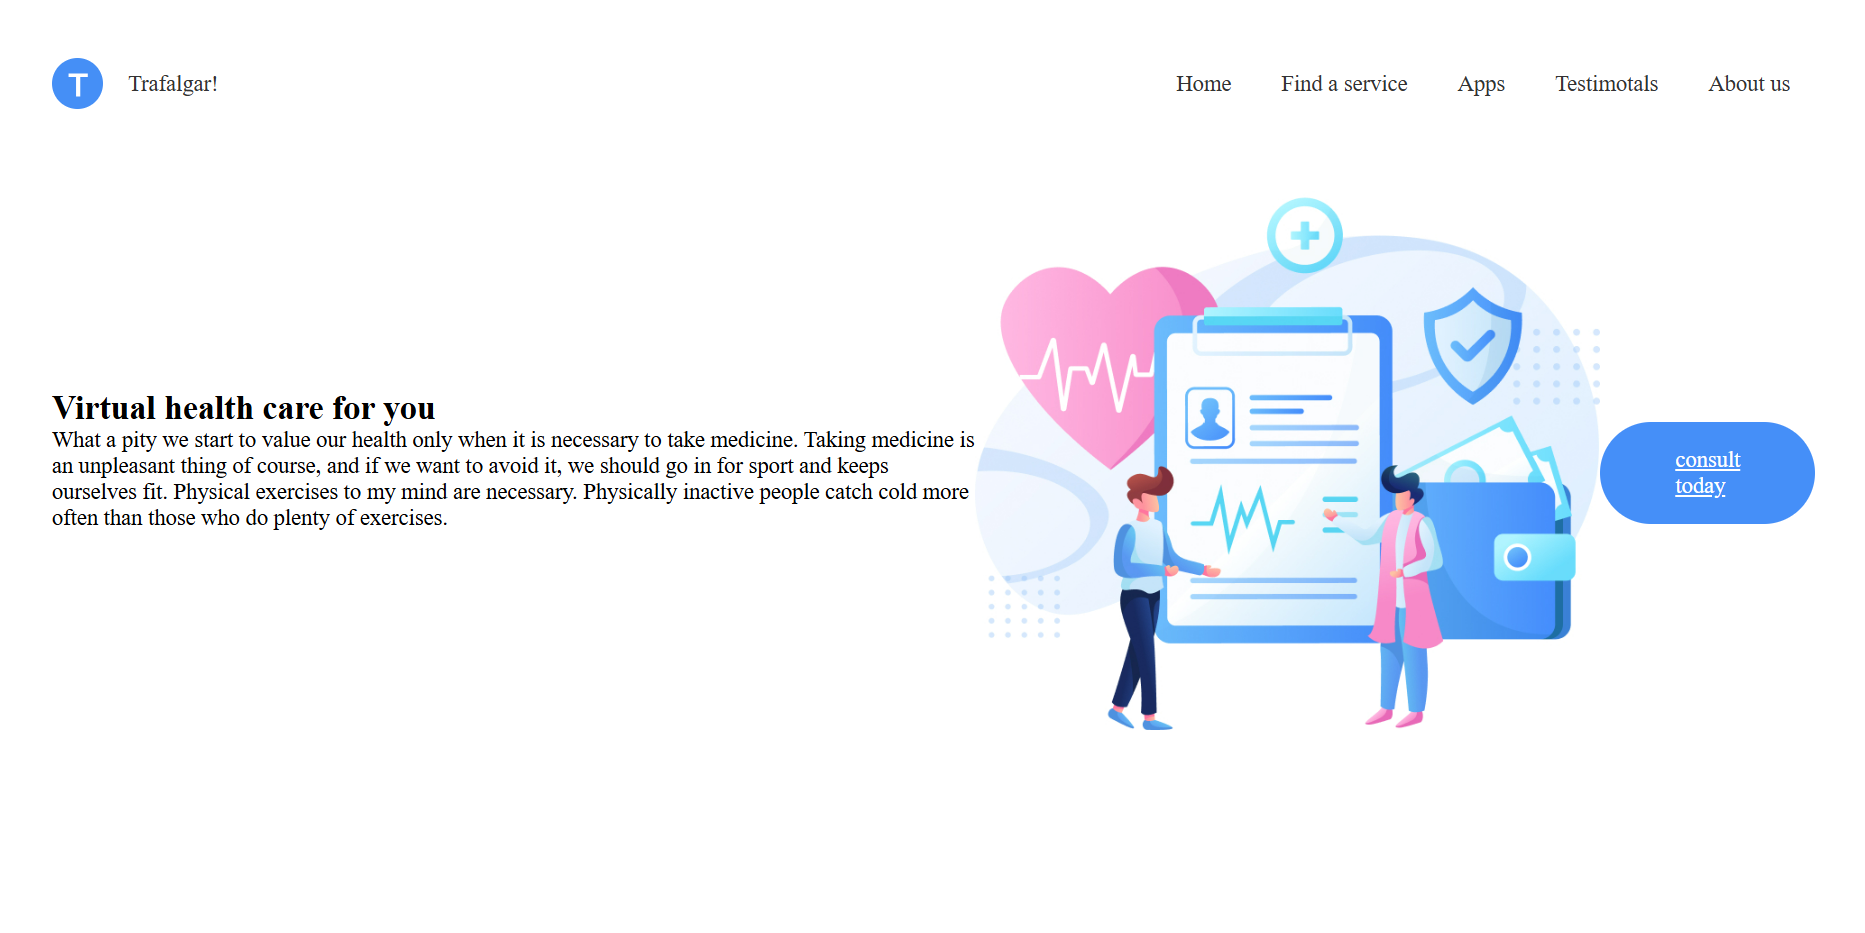 T
Trafalgar!
Home
Find a service
Apps
Testimotals
About us
Virtual health care for you
What a pity we start to value our health only when it is necessary to take medicine. Taking medicine is
an unpleasant thing of course, and if we want to avoid it, we should go in for sport and keeps
ourselves fit. Physical exercises to my mind are necessary. Physically inactive people catch cold more
often than those who do plenty of exercises.
consult
today